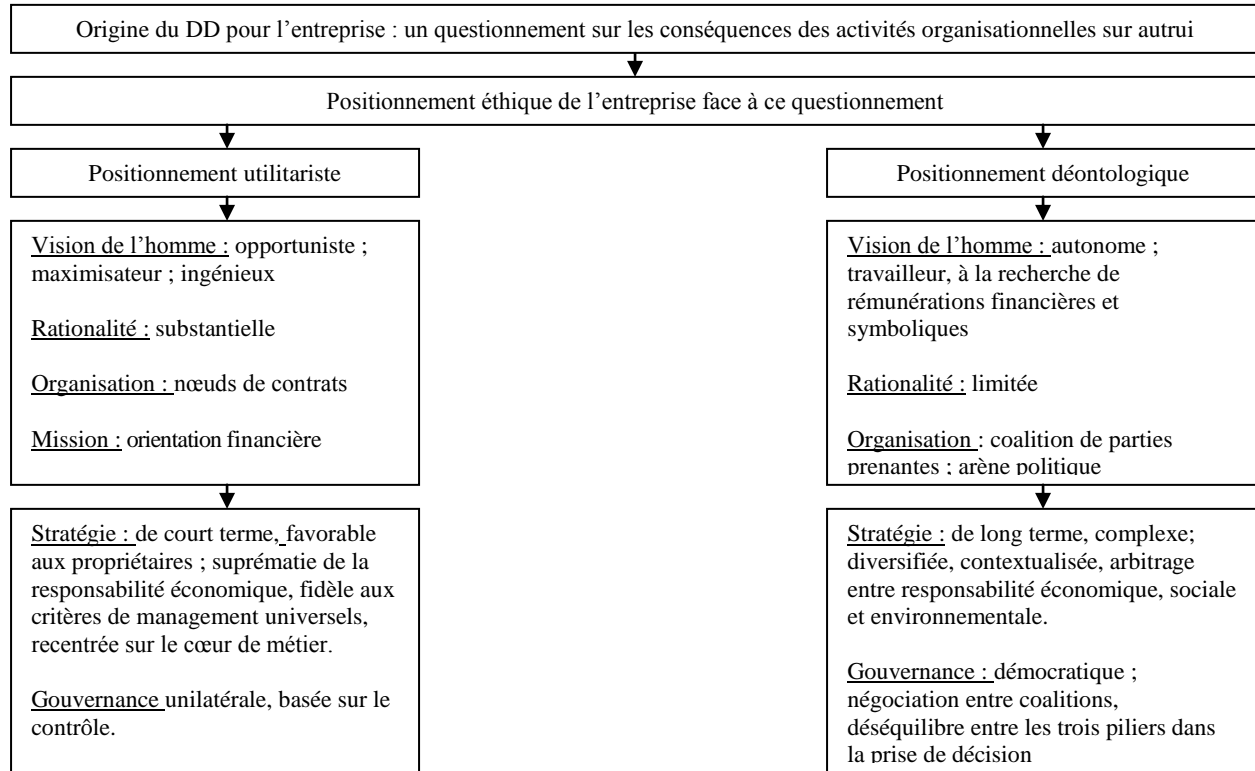 Origine du DD pour l’entreprise : un questionnement sur les conséquences des activités organisationnelles sur autrui
Positionnement éthique de l’entreprise face à ce questionnement
Positionnement utilitariste
Vision de l’homme : opportuniste ;
maximisateur ; ingénieux
Rationalité : substantielle
Organisation : nœuds de contrats
Mission : orientation financière
Stratégie : de court terme, favorable
aux propriétaires ; suprématie de la
responsabilité économique, fidèle aux
critères de management universels,
recentrée sur le cœur de métier.
Gouvernance unilatérale, basée sur le
contrôle.
Positionnement déontologique
Vision de l’homme : autonome ;
travailleur, à la recherche de
rémunérations financières et
symboliques
Rationalité : limitée
Organisation : coalition de parties
prenantes ; arène politique
Stratégie : de long terme, complexe;
diversifiée, contextualisée, arbitrage
entre responsabilité économique, sociale
et environnementale.
Gouvernance : démocratique ;
négociation entre coalitions,
déséquilibre entre les trois piliers dans
la prise de décision